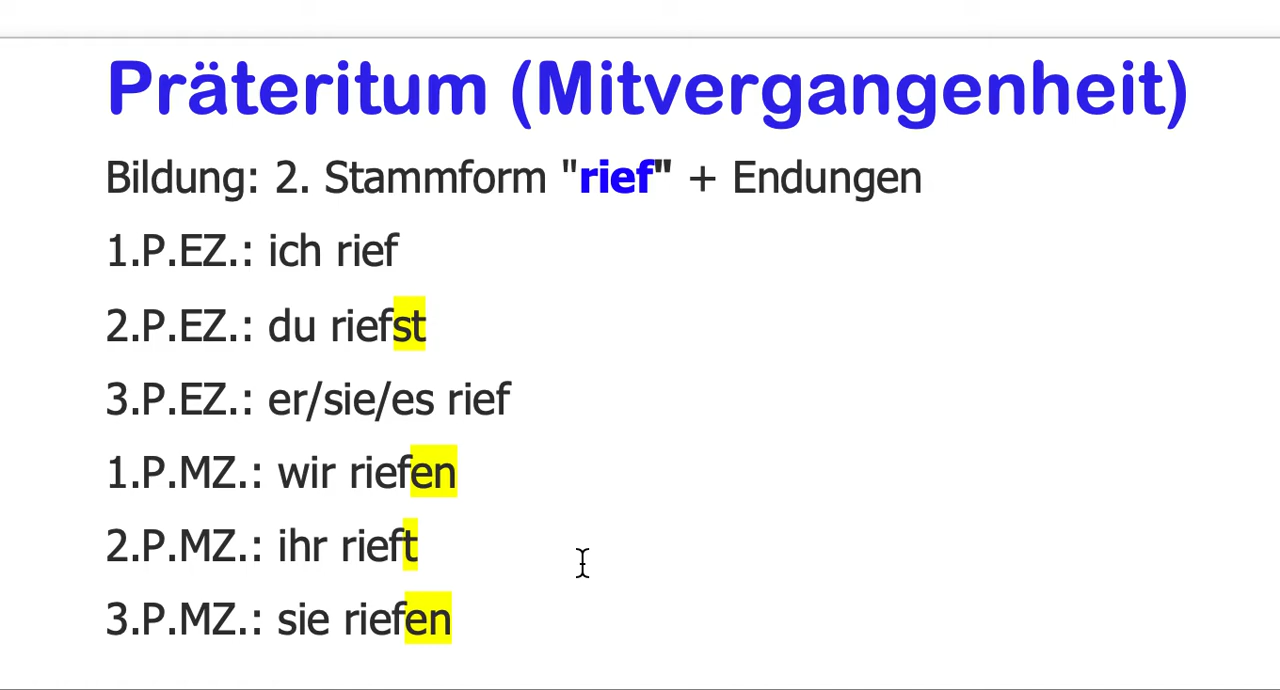 Präteritum (Mitvergangenheit)
Bildung: 2. Stammform "rief" + Endungen
1.P.EZ.: ich rief
2.P.EZ.: du riefst
3.P.EZ.: er/sie/es rief
1.P.MZ.: wir riefen
2.P.MZ.: ihr rieft
3.P.MZ.: sie riefen